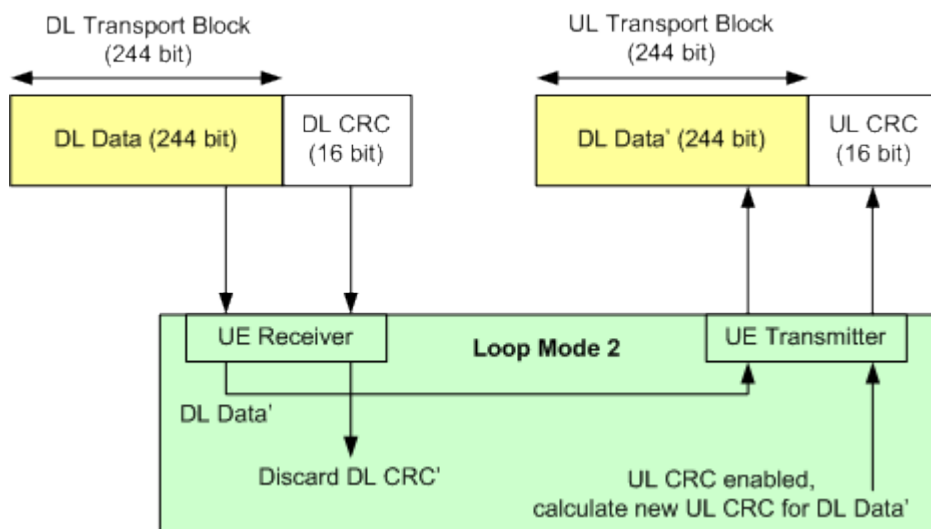 DL Transport Block
(244 bit)
UL Transport Block
(244 bit)
DL Data (244 bit)
DL CRC
(16 bit)
DL Data' (244 bit)
UL CRC
(16 bit)
UE Receiver
Loop Mode 2
UE Transmitter
DL Data'
Discard DL CRC'
UL CRC enabled,
calculate new UL CRC for DL Data'